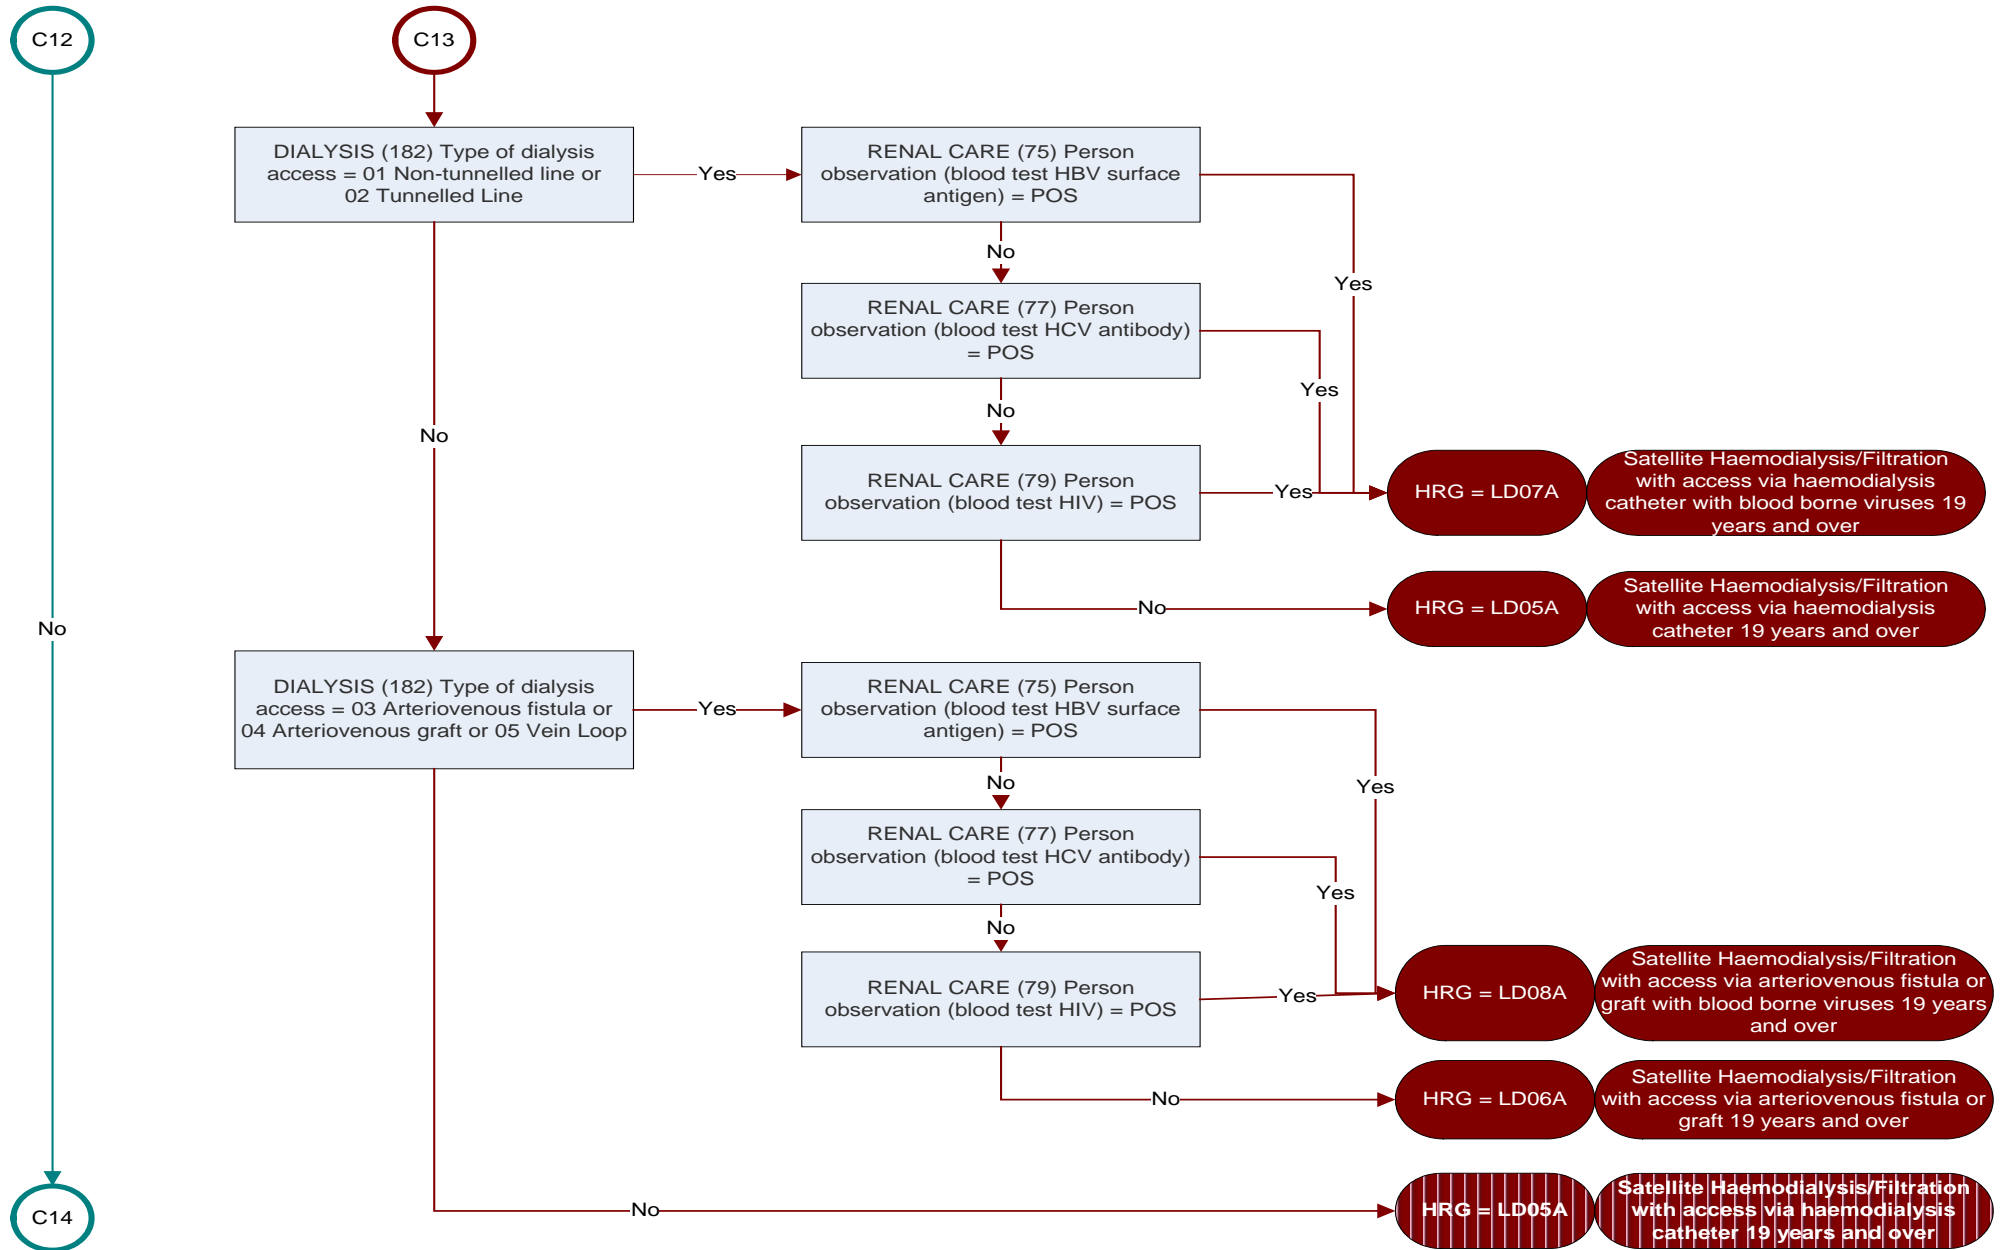 C12
C13
DIALYSIS (182) Type of dialysis
access = 01 Non-tunnelled line or
02 Tunnelled Line
Yes
RENAL CARE (75) Person
observation (blood test HBV surface
antigen) = POS
No
Yes
RENAL CARE (77) Person
observation (blood test HCV antibody)
= POS
Yes
No
No
RENAL CARE (79) Person
observation (blood test HIV) = POS
Yes
HRG = LD07A
Satellite Haemodialysis/Filtration
with access via haemodialysis
catheter with blood borne viruses 19
years and over
No
HRG = LD05A
Satellite Haemodialysis/Filtration
with access via haemodialysis
catheter 19 years and over
No
DIALYSIS (182) Type of dialysis
access = 03 Arteriovenous fistula or
04 Arteriovenous graft or 05 Vein Loop
Yes
RENAL CARE (75) Person
observation (blood test HBV surface
antigen) = POS
No
Yes
RENAL CARE (77) Person
observation (blood test HCV antibody)
= POS
Yes
No
RENAL CARE (79) Person
observation (blood test HIV) = POS
Yes
HRG = LD08A
Satellite Haemodialysis/Filtration
with access via arteriovenous fistula or
graft with blood borne viruses 19 years
and over
No
HRG = LD06A
Satellite Haemodialysis/Filtration
with access via arteriovenous fistula or
graft 19 years and over
C14
No
HRG = LD05A
Satellite Haemodialysis/Filtration
with access via haemodialysis
catheter 19 years and over